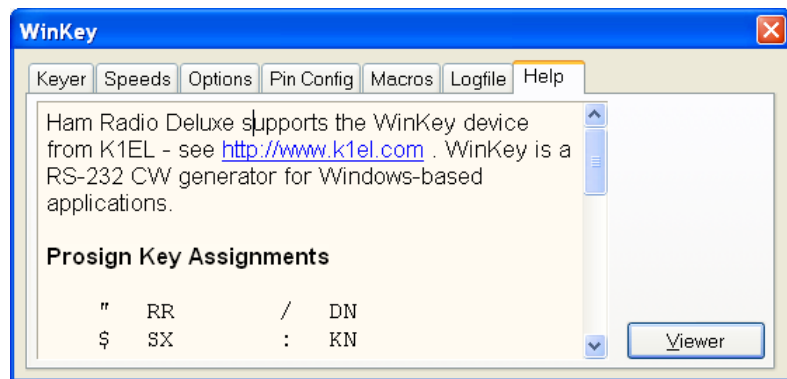 WinKey
Keyer Speeds Options Pin Config Macros Logfile Help
Ham Radio Deluxe supports the WinKey device
from K1EL - see http://www.k1el.com . WinKey is a
RS-232 CW generator for Windows-based
applications.
Prosign Key Assignments
" RR / DN
$ SX : KN
Viewer